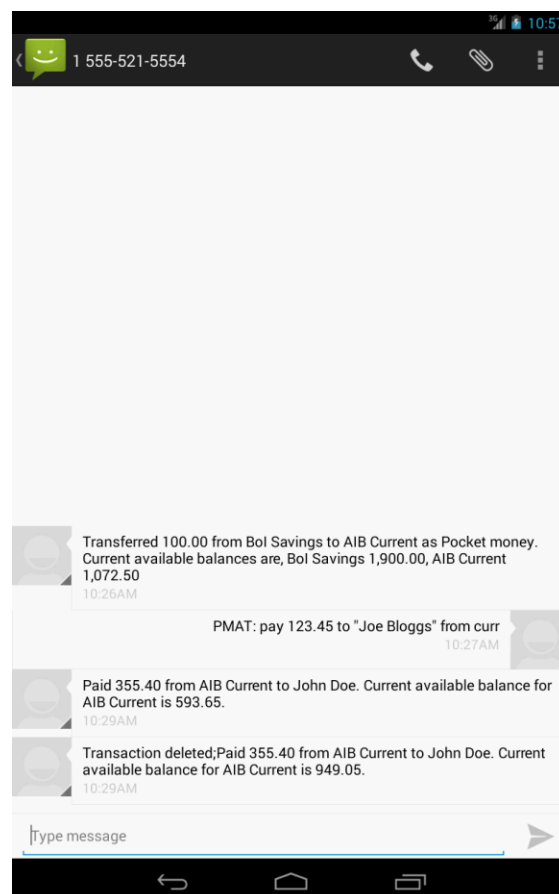 3G 10:57
1 555-521-5554
Transferred 100.00 from BoI Savings to AIB Current as Pocket money.
Current available balances are, BoI Savings 1,900.00, AIB Current
1,072.50
10:26AM
PMAT: pay 123.45 to "Joe Bloggs" from curr
10:27AM
Paid 355.40 from AIB Current to John Doe. Current available balance for
AIB Current is 593.65.
10:29AM
Transaction deleted;Paid 355.40 from AIB Current to John Doe. Current
available balance for AIB Current is 949.05.
10:29AM
Type message